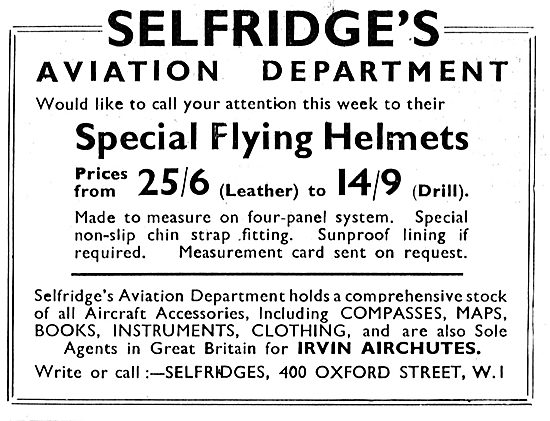 SELFRIDGE'S
AVIATION DEPARTMENT
Would like to call your attention this week to their
Special Flying Helmets
Prices from 25/6 (Leather) to 14/9 (Drill).
Made to measure on four-panel system. Special
non-slip chin strap fitting. Sunproof lining if
required. Measurement card sent on request.
Selfridge's Aviation Department holds a comprehensive stock
of all Aircraft Accessories, Including COMPASSES, MAPS,
BOOKS, INSTRUMENTS, CLOTHING, and are also Sole
Agents in Great Britain for IRVIN AIRCHUTES.
Write or call :—SELFRIDGES, 400 OXFORD STREET, W.1